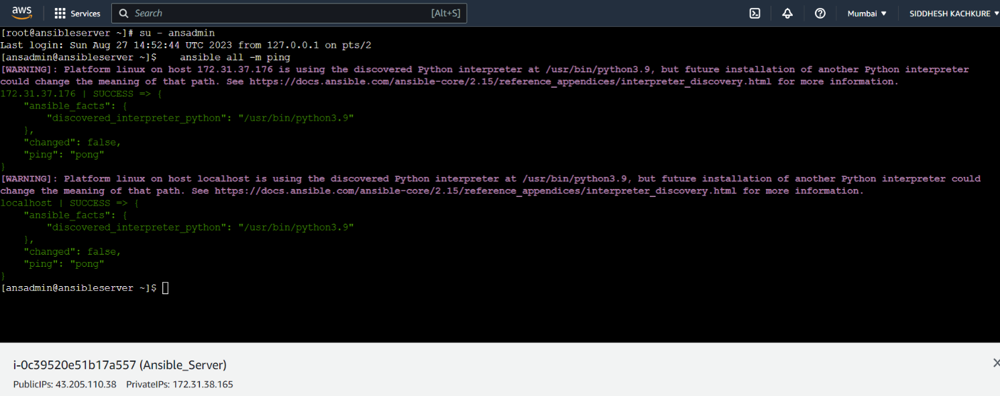 aws
Services
Search
[Alt+S]
Mumbai
SIDDHESH KACHKURE
[root@ansibleserver ~]# su - ansadmin
Last login: Sun Aug 27 14:52:44 UTC 2023 from 127.0.0.1 on pts/2
[ansadmin@ansibleserver ~]$    ansible all -m ping
[WARNING]: Platform linux on host 172.31.37.176 is using the discovered Python interpreter at /usr/bin/python3.9, but future installation of another Python interpreter
could change the meaning of that path. See https://docs.ansible.com/ansible-core/2.15/reference_appendices/interpreter_discovery.html for more information.
172.31.37.176 | SUCCESS => {
    "ansible_facts": {
        "discovered_interpreter_python": "/usr/bin/python3.9"
    },
    "changed": false,
    "ping": "pong"
}
[WARNING]: Platform linux on host localhost is using the discovered Python interpreter at /usr/bin/python3.9, but future installation of another Python interpreter could
change the meaning of that path. See https://docs.ansible.com/ansible-core/2.15/reference_appendices/interpreter_discovery.html for more information.
localhost | SUCCESS => {
    "ansible_facts": {
        "discovered_interpreter_python": "/usr/bin/python3.9"
    },
    "changed": false,
    "ping": "pong"
}
[ansadmin@ansibleserver ~]$
i-0c39520e51b17a557 (Ansible_Server)
PublicIPs: 43.205.110.38 PrivateIPs: 172.31.38.165